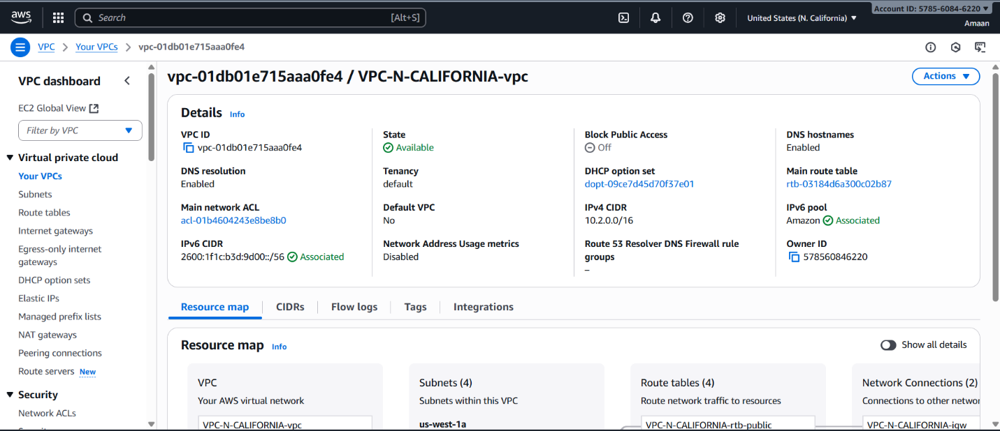 aws
Search
[Alt+S]
United States (N. California)
Account ID: 5785-6084-6220
Amaan
VPC
Your VPCs
vpc-01db01e715aaa0fe4
VPC dashboard
EC2 Global View
Filter by VPC
Virtual private cloud
Your VPCs
Subnets
Route tables
Internet gateways
Egress-only internet
gateways
DHCP option sets
Elastic IPs
Managed prefix lists
NAT gateways
Peering connections
Route servers New
Security
Network ACLs
vpc-01db01e715aaa0fe4 / VPC-N-CALIFORNIA-vpc
Actions
Details Info
VPC ID
vpc-01db01e715aaa0fe4
State
Available
Block Public Access
Off
DNS hostnames
Enabled
DNS resolution
Enabled
Tenancy
default
DHCP option set
dopt-09ce7d45d70f37e01
Main route table
rtb-03184d6a300c02b87
Main network ACL
acl-01b4604243e8be8b0
Default VPC
No
IPv4 CIDR
10.2.0.0/16
IPv6 pool
Amazon Associated
IPv6 CIDR
2600:1f1c:b3d:9d00::/56 Associated
Network Address Usage metrics
Disabled
Route 53 Resolver DNS Firewall rule
groups
–
Owner ID
578560846220
Resource map
CIDRs
Flow logs
Tags
Integrations
Resource map Info
Show all details
VPC
Your AWS virtual network
VPC-N-CALIFORNIA-vpc
Subnets (4)
Subnets within this VPC
us-west-1a
Route tables (4)
Route network traffic to resources
VPC-N-CALIFORNIA-rtb-public
Network Connections (2)
Connections to other networ
VPC-N-CALIFORNIA-igw